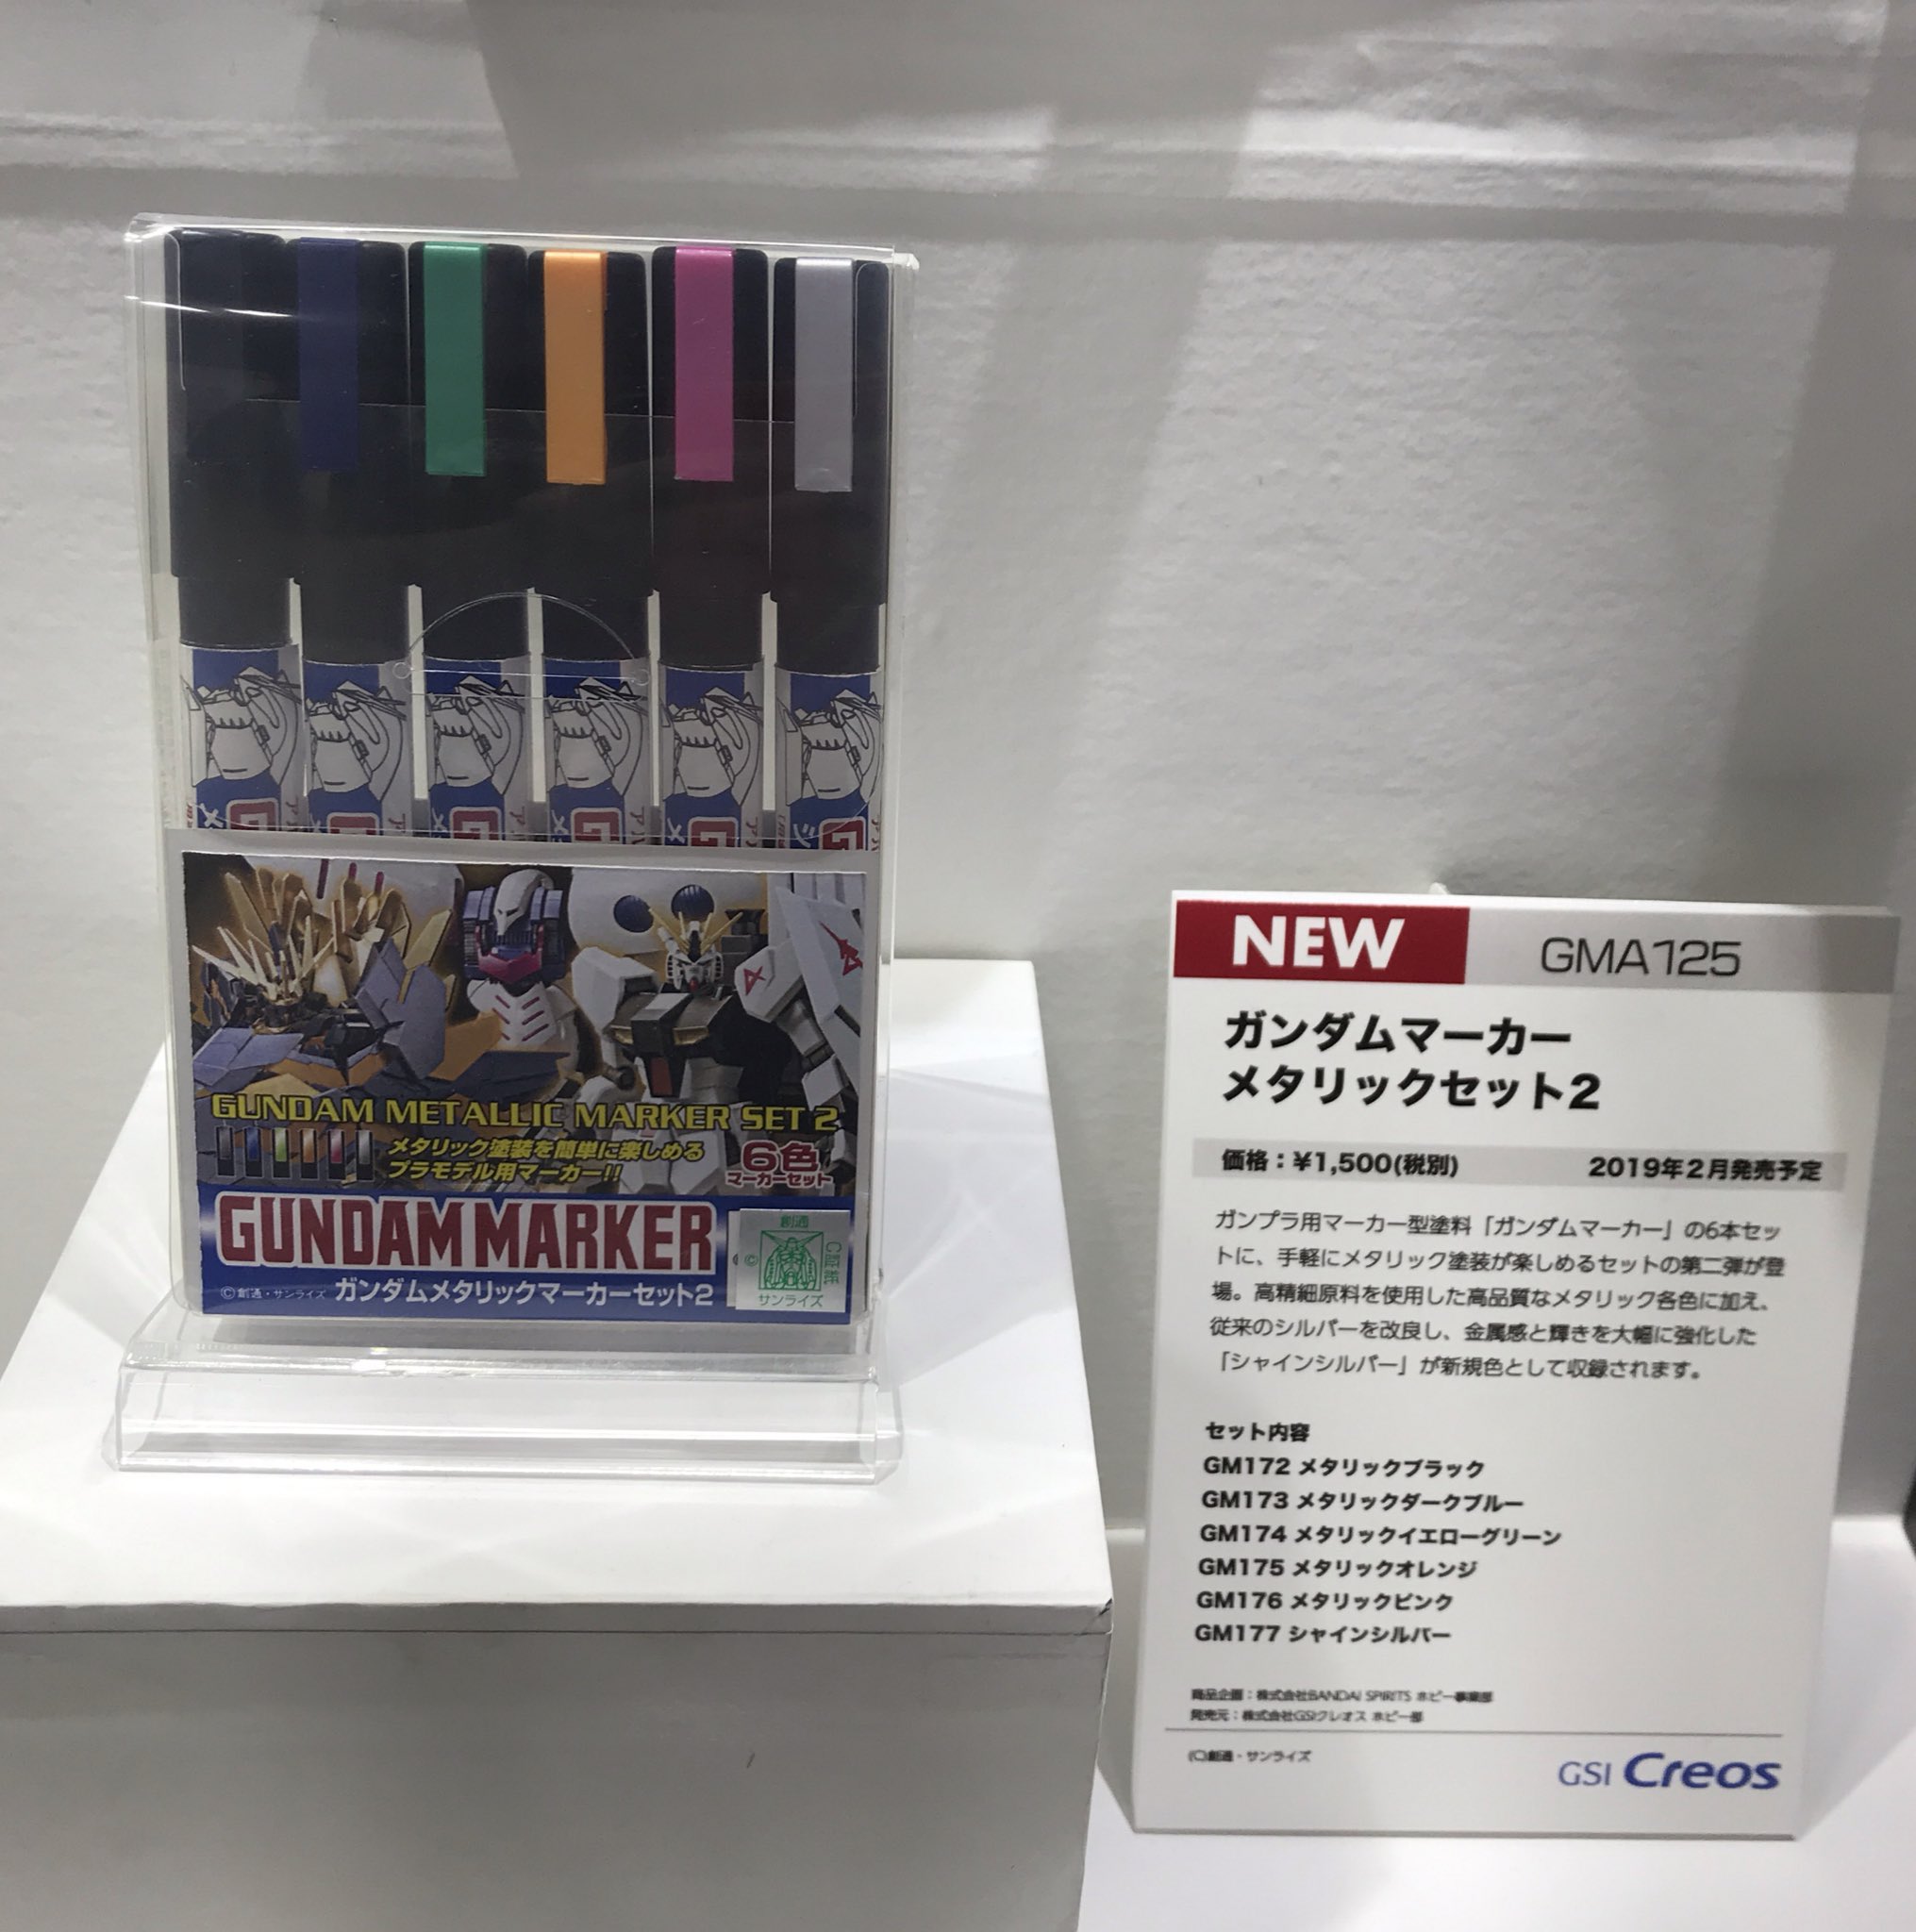 GUNDAM METALLIC MARKER SET 2
メタリック塗装を簡単に楽しめる
プラモデル用マーカー!!
6色
マーカーセット
GUNDAM MARKER
©創通・サンライズ ガンダムメタリックマーカーセット2
創通
サンライズ
NEW GMA125
ガンダムマーカー
メタリックセット2
価格：¥1,500(税別) 2019年2月発売予定
ガンプラ用マーカー型塗料「ガンダムマーカー」の6本セッ
トに、手軽にメタリック塗装が楽しめるセットの第二弾が登
場。高精細原料を使用した高品質なメタリック各色に加え、
従来のシルバーを改良し、金属感と輝きを大幅に強化した
「シャインシルバー」が新規色として収録されます。
セット内容
GM172 メタリックブラック
GM173 メタリックダークブルー
GM174 メタリックイエローグリーン
GM175 メタリックオレンジ
GM176 メタリックピンク
GM177 シャインシルバー
商品企画：株式会社BANDAI SPIRITS ホビー事業部
発売元：株式会社GSIクレオス ホビー部
(C)創通・サンライズ
GSI Creos